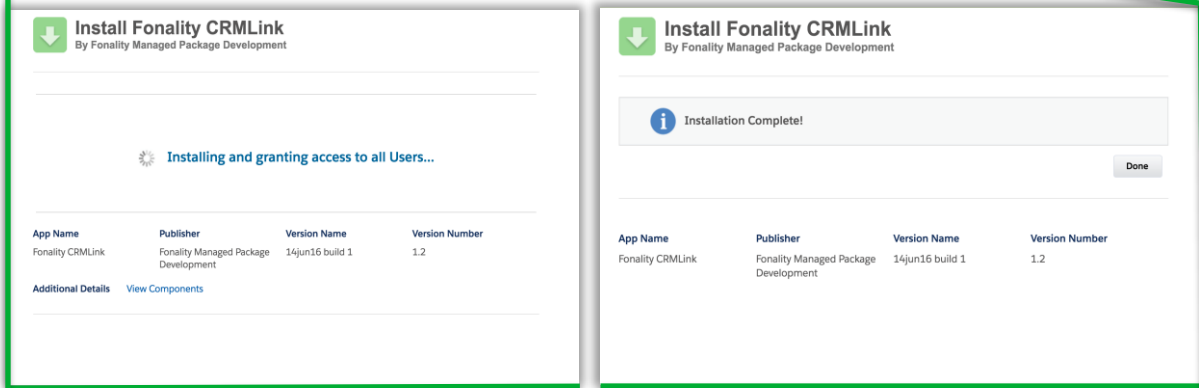 Install Fonality CRMLink
By Fonality Managed Package Development
Installing and granting access to all Users...
App Name Publisher Version Name Version Number
Fonality CRMLink Fonality Managed Package 14jun16 build 1 1.2
Development
Additional Details View Components
Install Fonality CRMLink
By Fonality Managed Package Development
Installation Complete!
Done
App Name Publisher Version Name Version Number
Fonality CRMLink Fonality Managed Package 14jun16 build 1 1.2
Development